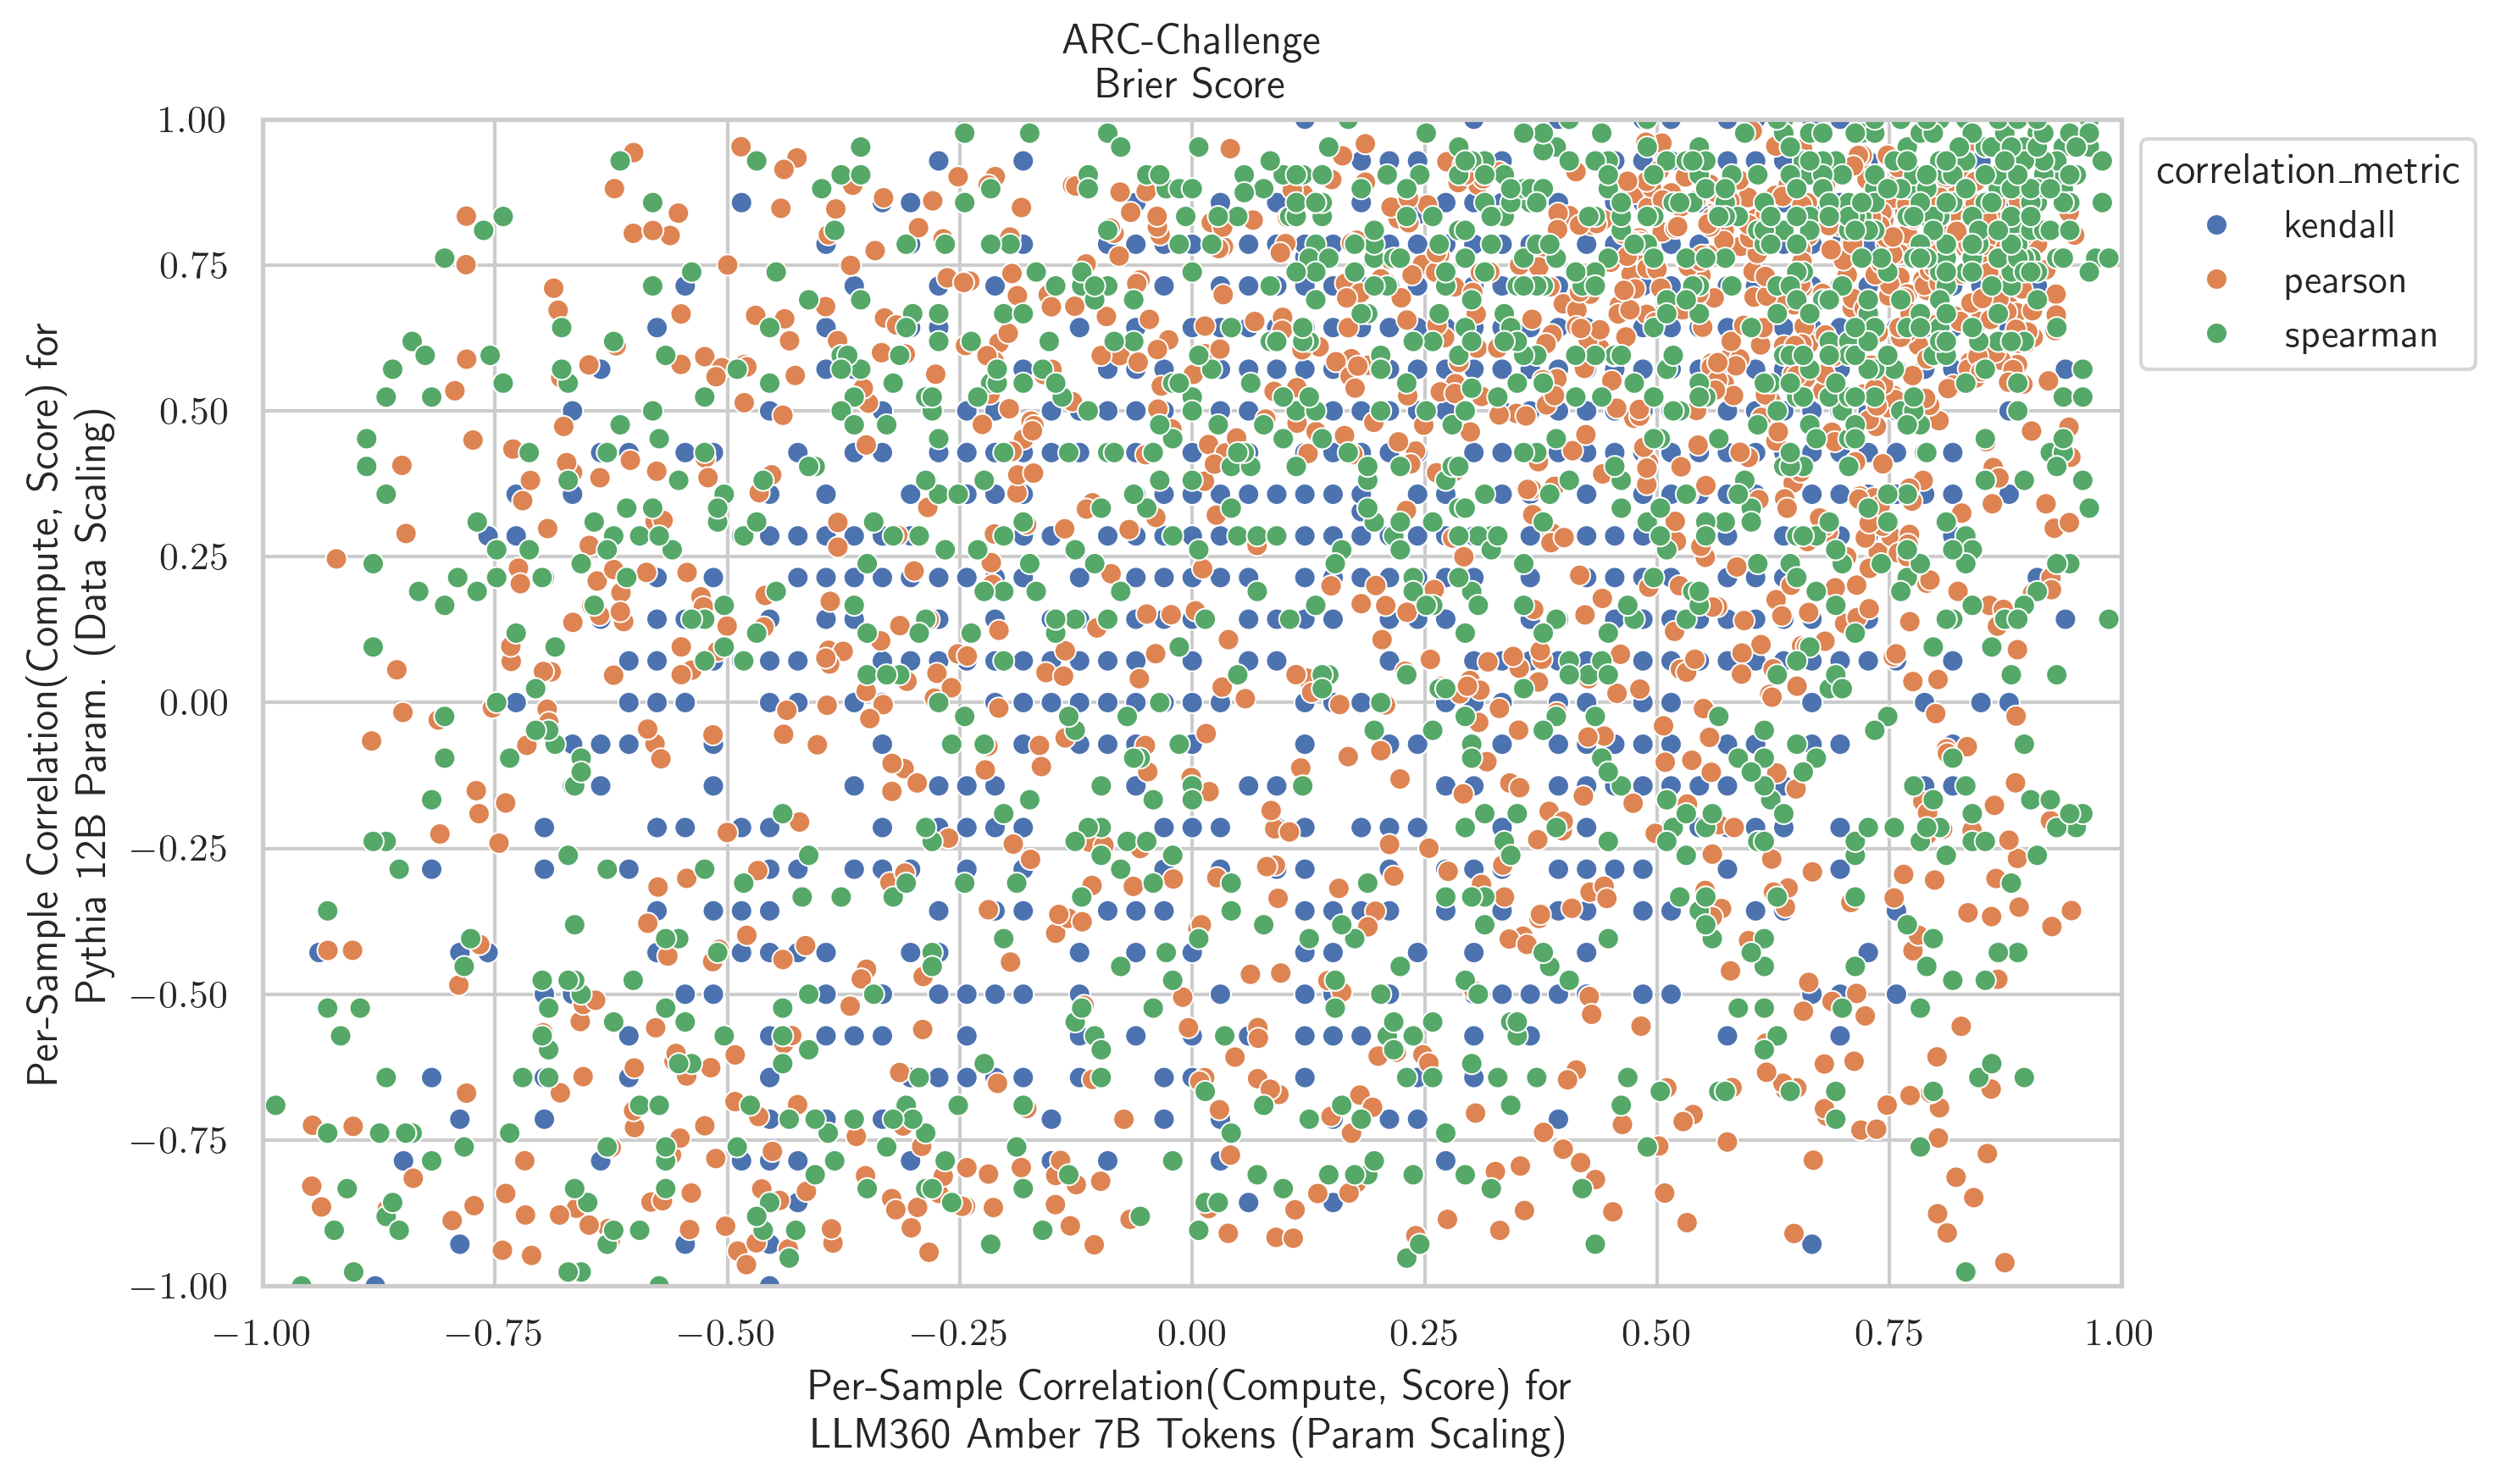 ARC-Challenge
Brier Score
Per-Sample Correlation(Compute, Score) for
Pythia 12B Param. (Data Scaling)
1.00
0.75
0.50
0.25
0.00
−0.25
−0.50
−0.75
−1.00
−1.00
−0.75
−0.50
−0.25
0.00
0.25
0.50
0.75
1.00
Per-Sample Correlation(Compute, Score) for
LLM360 Amber 7B Tokens (Param Scaling)
correlation_metric
kendall
pearson
spearman